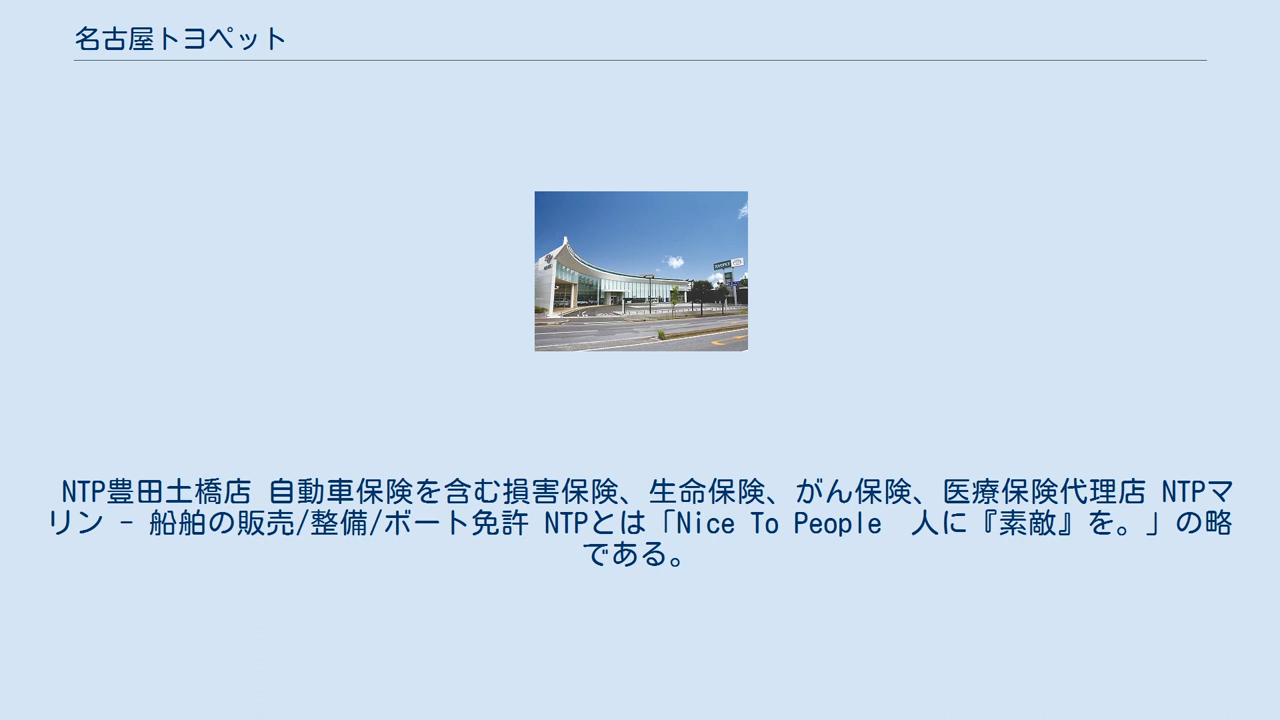 名古屋トヨペット
NTP豊田土橋店 自動車保険を含む損害保険、生命保険、がん保険、医療保険代理店 NTPマ
リン - 船舶の販売/整備/ボート免許 NTPとは「Nice To People　人に『素敵』を。」の略
である。